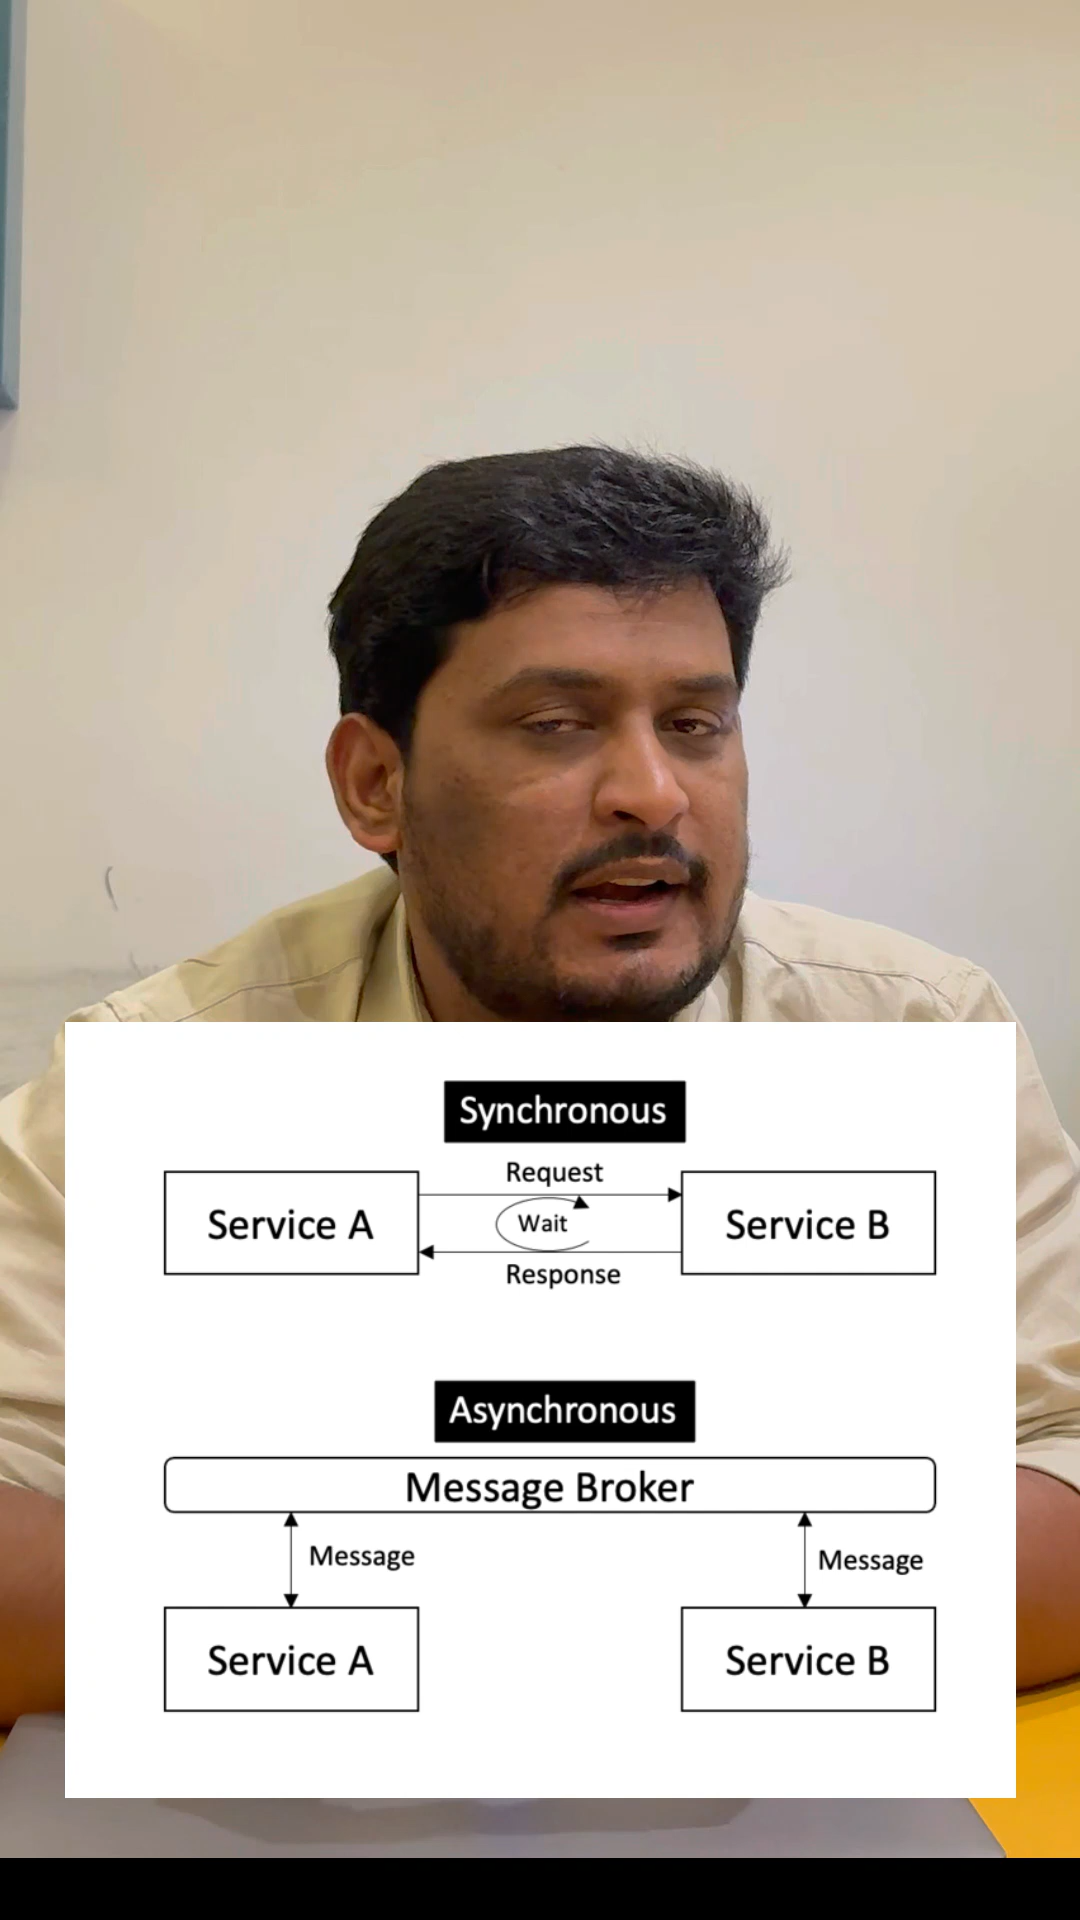 Synchronous
Request
Service A
Wait
Service B
Response
Asynchronous
Message Broker
Message
Message
Service A
Service B